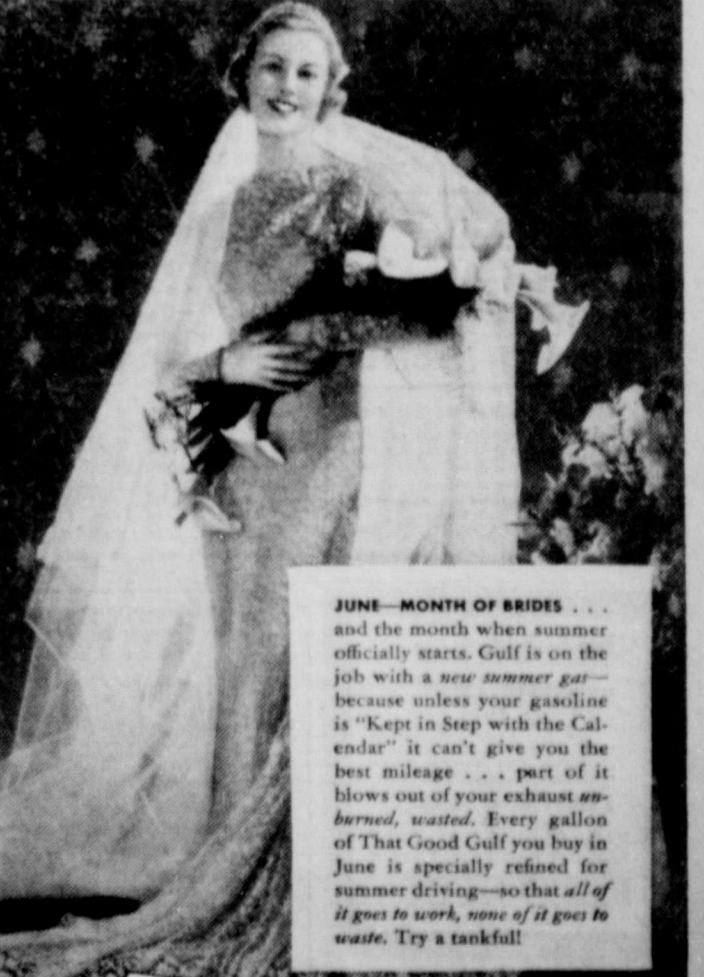 JUNE—MONTH OF BRIDES . . .
and the month when summer
officially starts. Gulf is on the
job with a new summer gas—
because unless your gasoline
is "Kept in Step with the Cal-
endar" it can't give you the
best mileage . . . part of it
blows out of your exhaust un-
burned, wasted. Every gallon
of That Good Gulf you buy in
June is specially refined for
summer driving—so that all of
it goes to work, none of it goes to
waste. Try a tankful!